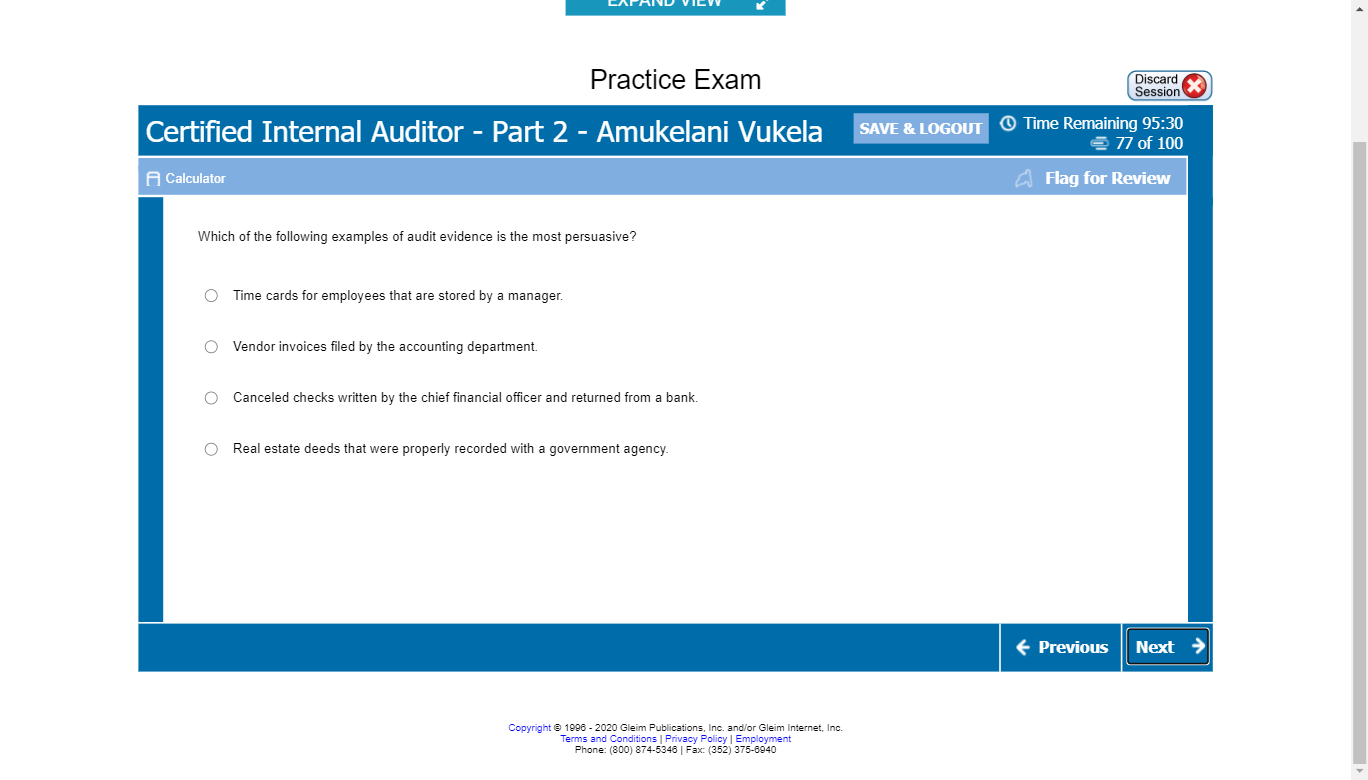 EXPAND VIEW
Practice Exam
Discard
Session
Certified Internal Auditor - Part 2 - Amukelani Vukela
SAVE & LOGOUT
Time Remaining 95:30
77 of 100
Calculator
Flag for Review
Which of the following examples of audit evidence is the most persuasive?
Time cards for employees that are stored by a manager.
Vendor invoices filed by the accounting department.
Canceled checks written by the chief financial officer and returned from a bank.
Real estate deeds that were properly recorded with a government agency.
Previous
Next
Copyright © 1996 - 2020 Gleim Publications, Inc. and/or Gleim Internet, Inc.
Terms and Conditions | Privacy Policy | Employment
Phone: (800) 874-5346 | Fax: (352) 375-6940